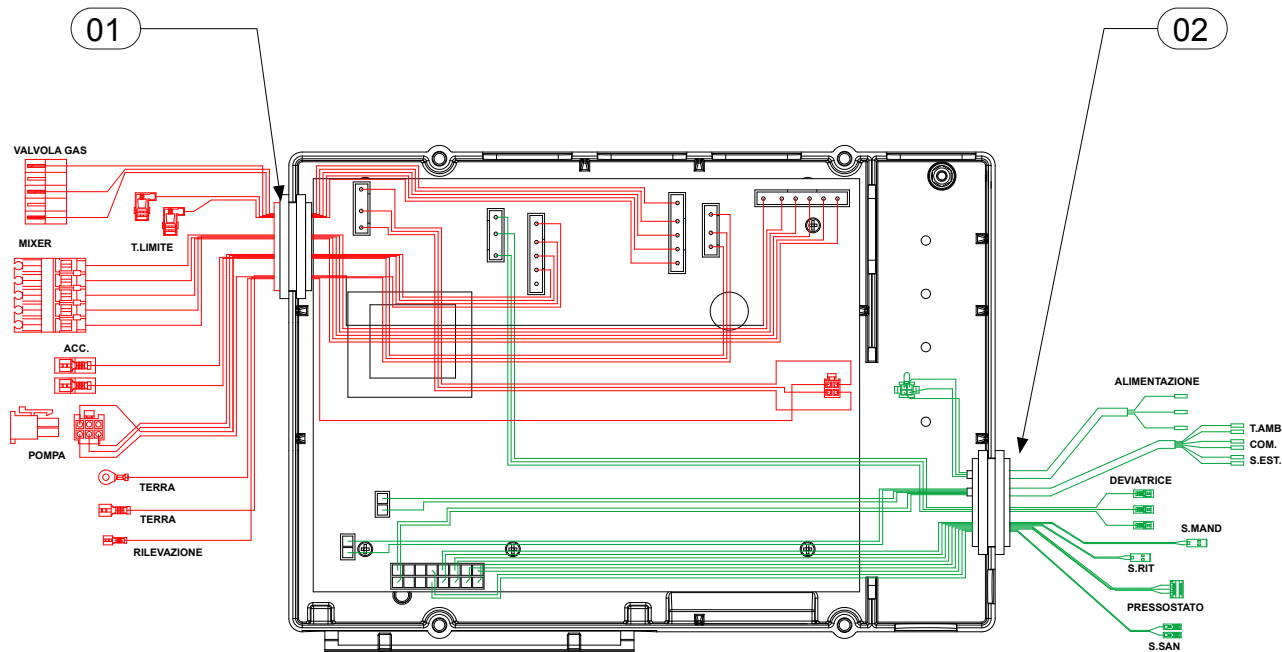 01
02
VALVOLA GAS
T.LIMITE
MIXER
ACC.
POMPA
TERRA
TERRA
RILEVAZIONE
ALIMENTAZIONE
T.AMB
COM.
S.EST.
DEVIATRICE
S.MAND
S.RIT
PRESSOSTATO
S.SAN